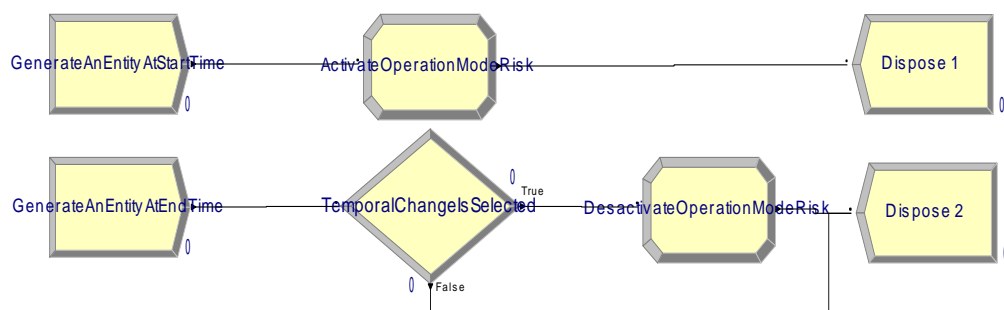 GenerateAnEntityAtStartTime
0
ActivateOperationModeRisk
Dispose 1
0
GenerateAnEntityAtEndTime
0
TemporalChangeIsSelected
0
True
0
False
DesactivateOperationModeRisk
Dispose 2